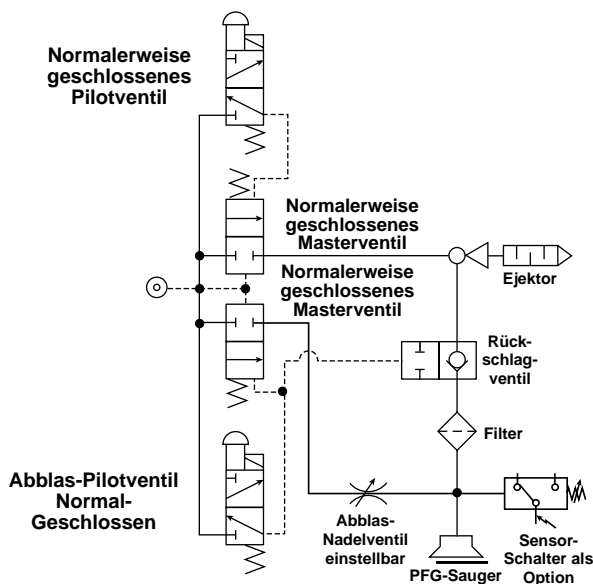 Normalerweise
geschlossenes
Pilotventil
Normalerweise
geschlossenes
Masterventil
Normalerweise
geschlossenes
Masterventil
Ejektor
Rück-
schlag-
ventil
Filter
Abblas-Pilotventil
Normal-
Geschlossen
Abblas-
Nadelventil
einstellbar
PFG-Sauger
Sensor-
Schalter als
Option